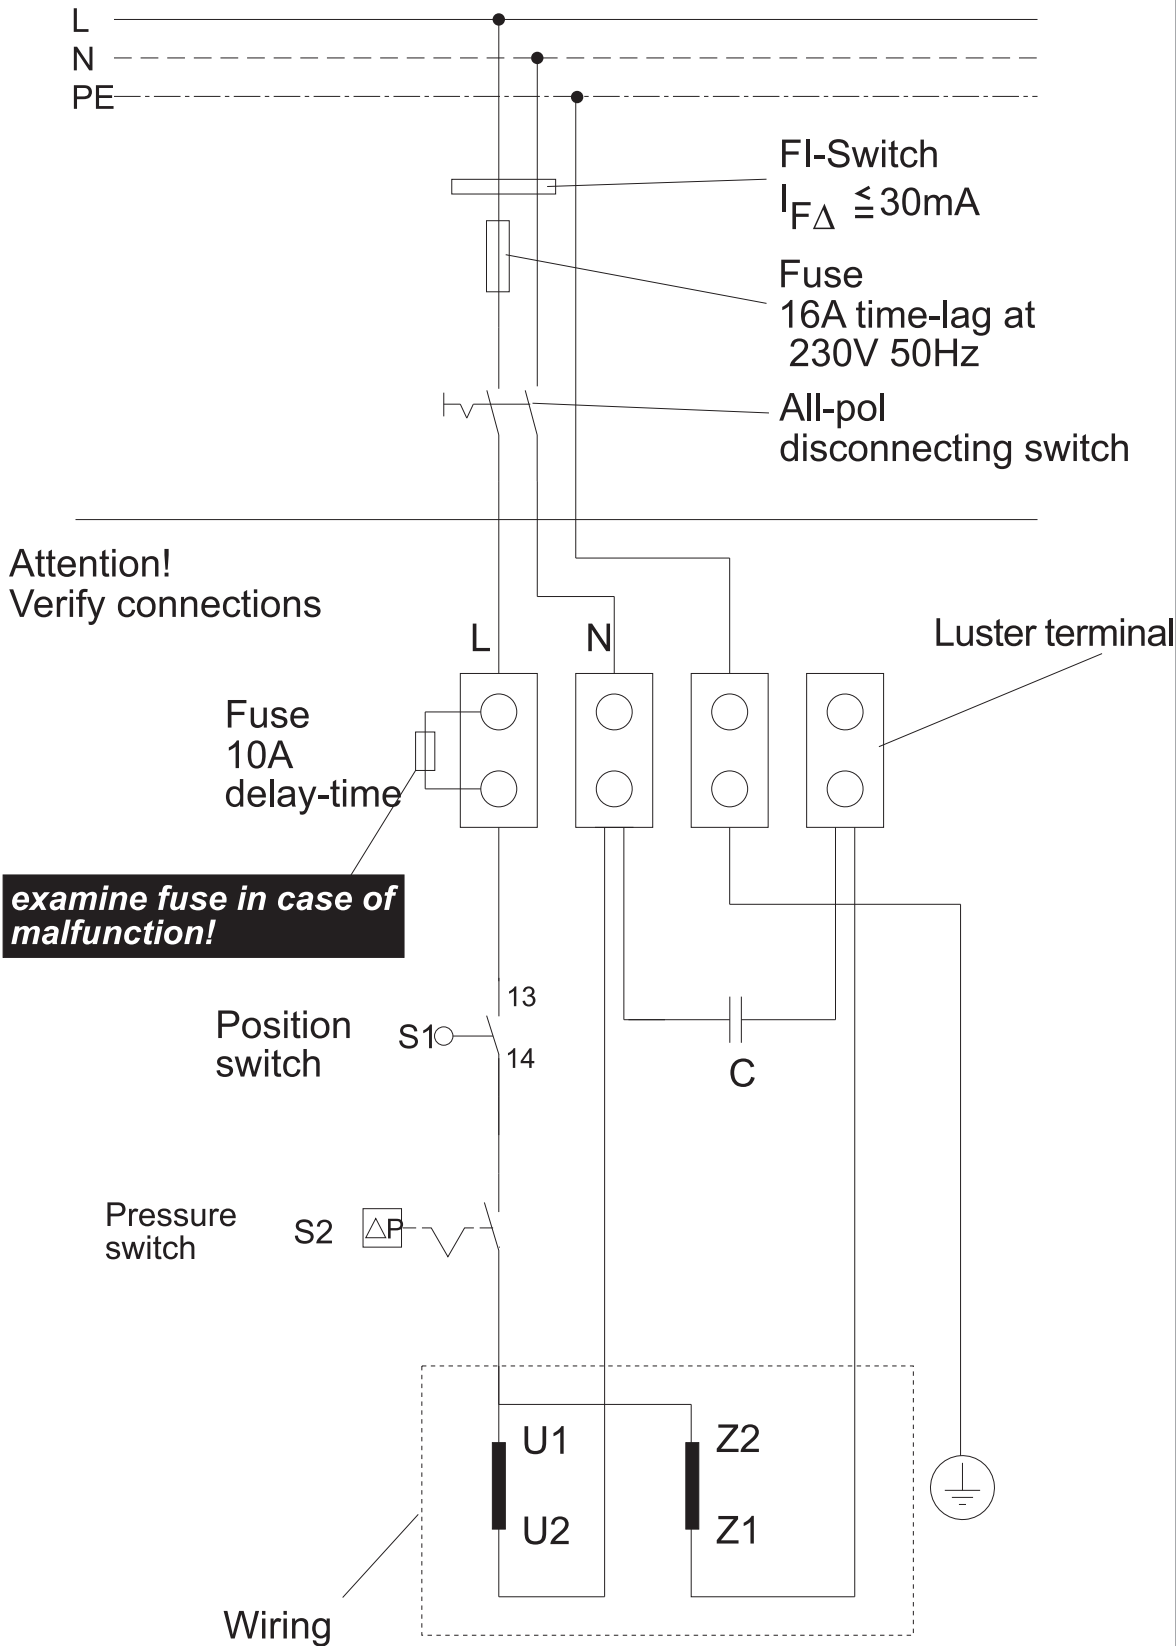 L
N
PE
FI-Switch
I FΔ ≦ 30mA
Fuse
16A time-lag at
230V 50Hz
All-pol
disconnecting switch
Attention!
Verify connections
L
N
Luster terminal
Fuse
10A
delay-time
examine fuse in case of
malfunction!
13
Position
switch
S1
14
C
Pressure
switch
S2
△P
U1
Z2
U2
Z1
Wiring